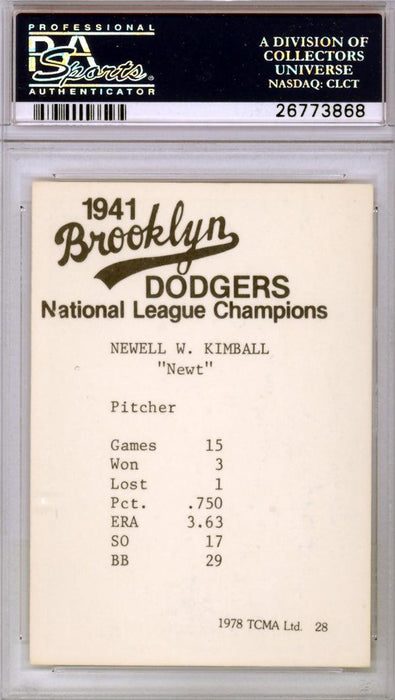 PROFESSIONAL
PSA
Sports
AUTHENTICATOR
A DIVISION OF
COLLECTORS
UNIVERSE
NASDAQ: CLCT
26773868
1941
Brooklyn
DODGERS
National League Champions
NEWELL W. KIMBALL
"Newt"
Pitcher
Games 15
Won 3
Lost 1
Pct. .750
ERA 3.63
SO 17
BB 29
1978 TCMA Ltd. 28